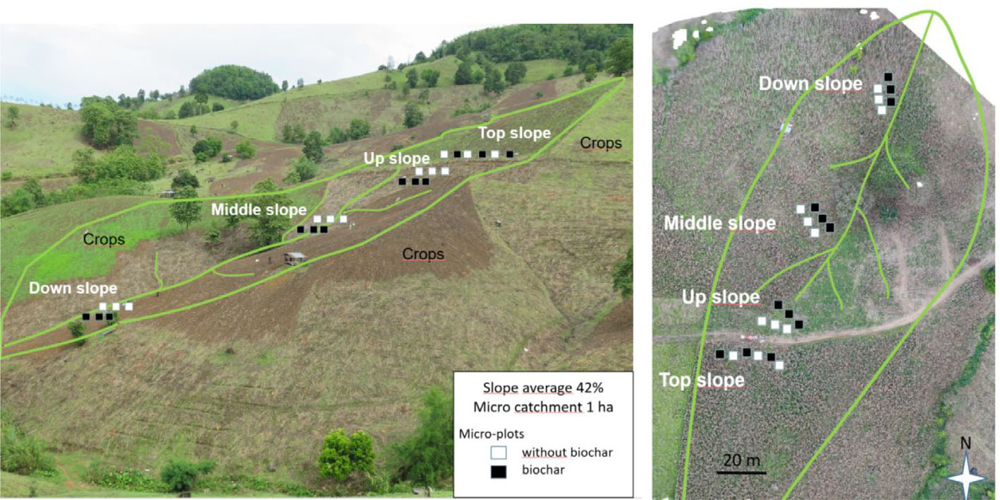 Top slope
Crops
Up slope
Middle slope
Crops
Crops
Down slope
Slope average 42%
Micro catchment 1 ha
Micro-plots
without biochar
biochar
Down slope
Middle slope
Up slope
Top slope
20 m
N